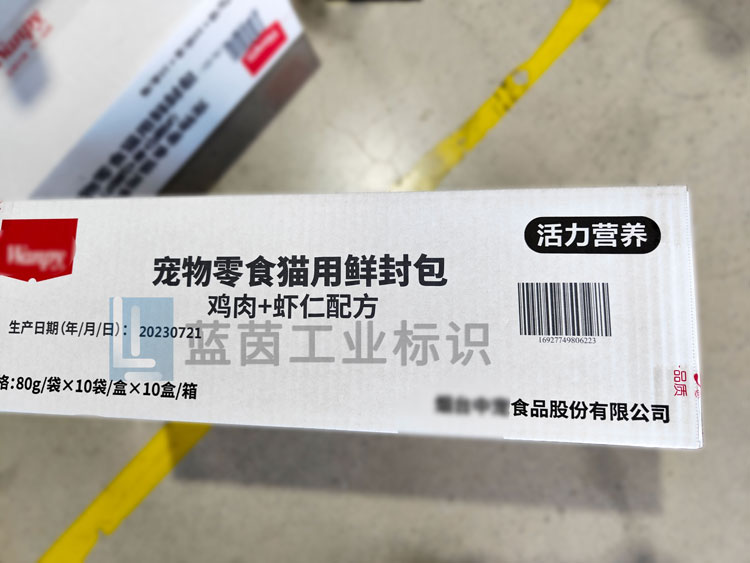 活力营养
宠物零食猫用鲜封包
鸡肉+虾仁配方
生产日期(年/月/日): 20230721
蓝茵工业标识
16927749806223
格:80g/袋×10袋/盒×10盒/箱
品质
食品股份有限公司